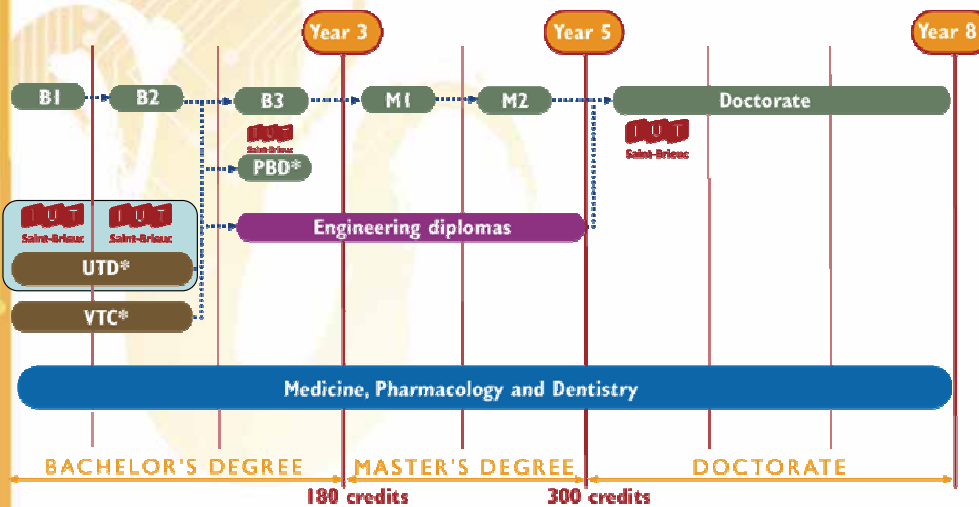 Year 3
Year 5
Year 8
B1
B2
B3
M1
M2
Doctorate
IUT
Saint-Brieuc
IUT
Saint-Brieuc
PBD*
IUT
Saint-Brieuc
IUT
Saint-Brieuc
Engineering diplomas
UTD*
VTC*
Medicine, Pharmacology and Dentistry
BACHELOR'S DEGREE
MASTER'S DEGREE
DOCTORATE
180 credits
300 credits